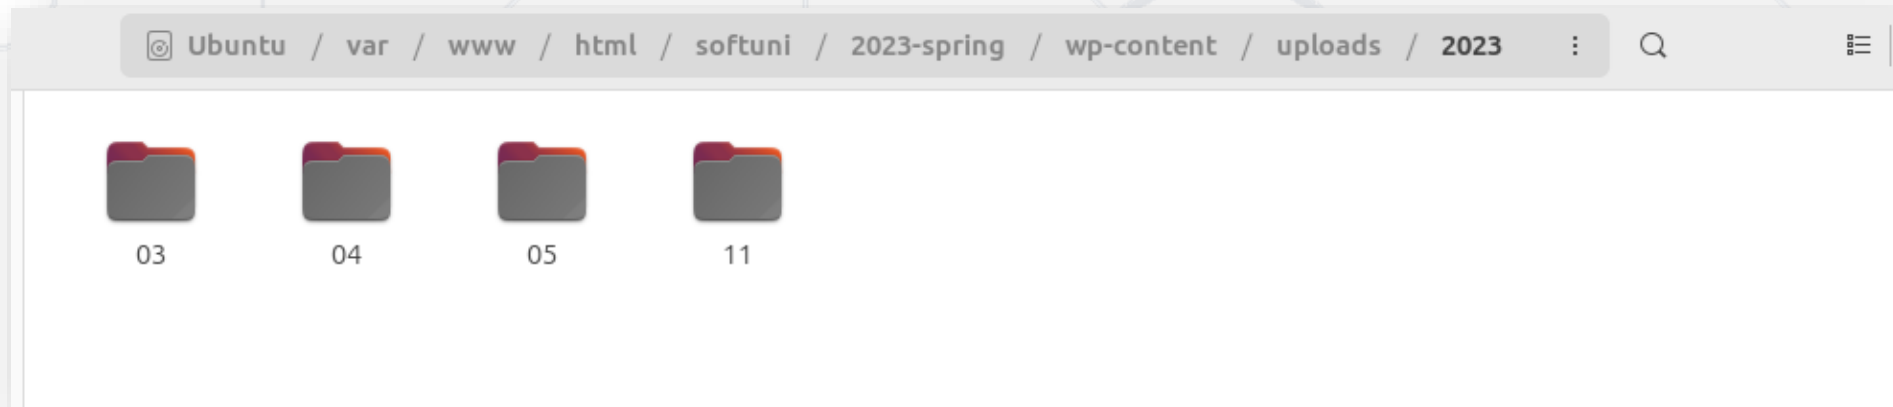 Ubuntu / var / www / html / softuni / 2023-spring / wp-content / uploads / 2023
03 04 05 11